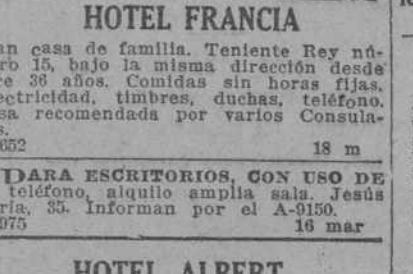 HOTEL FRANCIA
an casa de familia. Teniente Rey nú-
ro 15, bajo la misma dirección desde
ce 36 años. Comidas sin horas fijas.
ectricidad, timbres, duchas, teléfono.
sa recomendada por varios Consula-
s.
652 18 m
PARA ESCRITORIOS, CON USO DE
teléfono, alquilo amplia sala. Jesús
ría, 35. Informan por el A-9150.
975 16 mar
HOTEL ALBERT